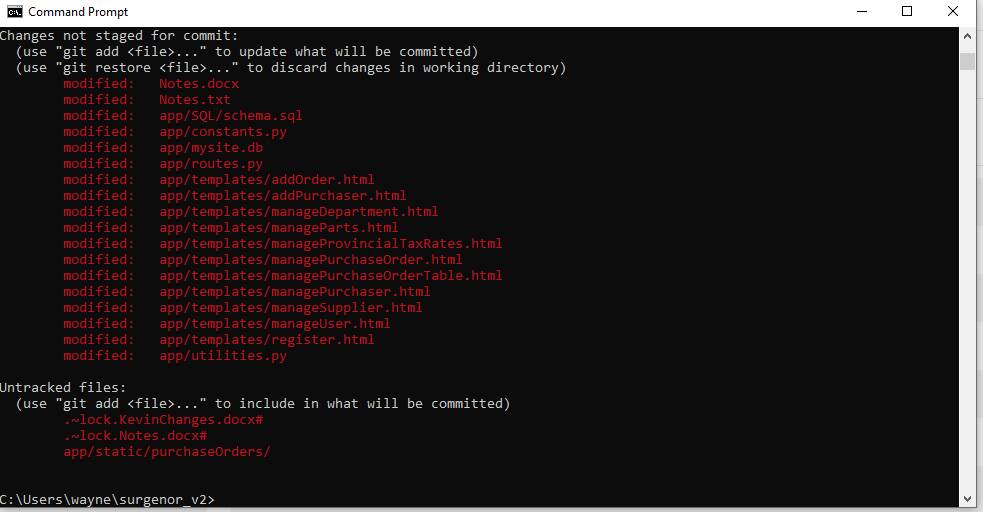 Command Prompt
Changes not staged for commit:
(use "git add <file>..." to update what will be committed)
(use "git restore <file>..." to discard changes in working directory)
modified: Notes.docx
modified: Notes.txt
modified: app/SQL/schema.sql
modified: app/constants.py
modified: app/mysite.db
modified: app/routes.py
modified: app/templates/addOrder.html
modified: app/templates/addPurchaser.html
modified: app/templates/manageDepartment.html
modified: app/templates/manageParts.html
modified: app/templates/manageProvincialTaxRates.html
modified: app/templates/managePurchaseOrder.html
modified: app/templates/managePurchaseOrderTable.html
modified: app/templates/managePurchaser.html
modified: app/templates/manageSupplier.html
modified: app/templates/manageUser.html
modified: app/templates/register.html
modified: app/utilities.py
Untracked files:
(use "git add <file>..." to include in what will be committed)
.~lock.KevinChanges.docx#
.~lock.Notes.docx#
app/static/purchaseOrders/
C:\Users\wayne\surgenor_v2>